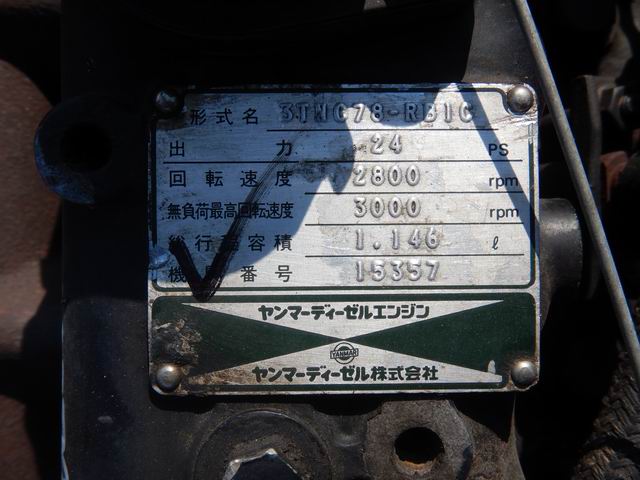 形式名 3TNC78-RB1C
出力 24 PS
回転速度 2800 rpm
無負荷最高回転速度 3000 rpm
総行程容積 1.146 ℓ
機関番号 15357
ヤンマーディーゼルエンジン
YANMAR
ヤンマーディーゼル株式会社